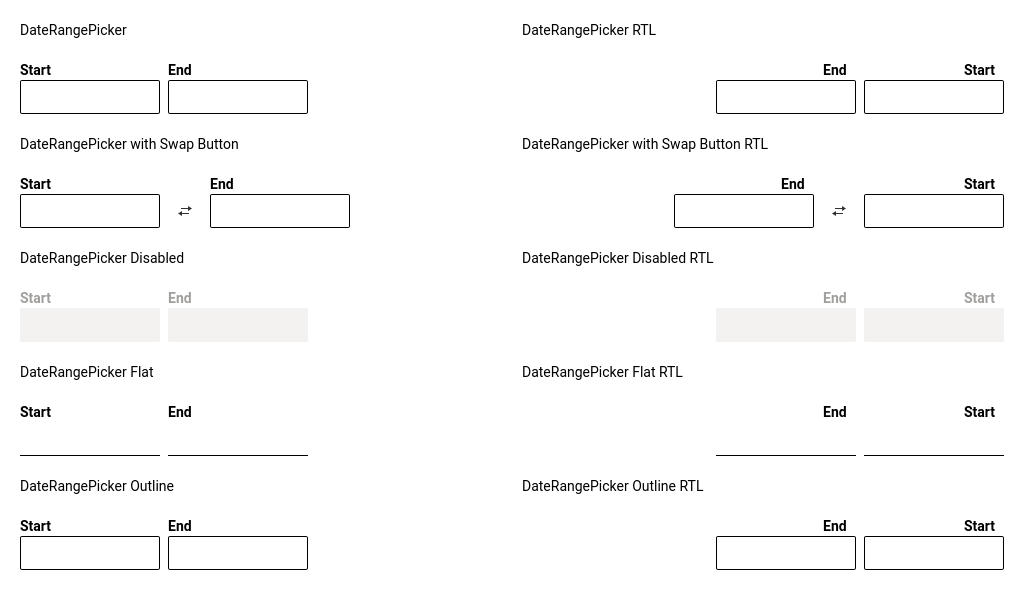 DateRangePicker
DateRangePicker RTL
Start End
End Start
DateRangePicker with Swap Button
DateRangePicker with Swap Button RTL
Start End
End Start
DateRangePicker Disabled
DateRangePicker Disabled RTL
Start End
End Start
DateRangePicker Flat
DateRangePicker Flat RTL
Start End
End Start
DateRangePicker Outline
DateRangePicker Outline RTL
Start End
End Start